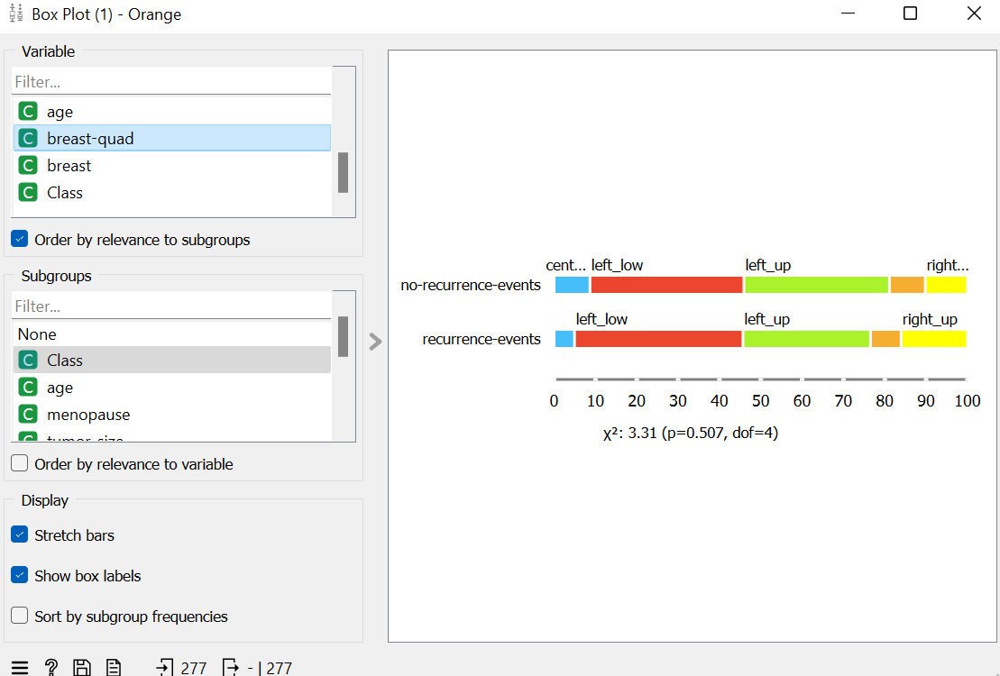 Box Plot (1) - Orange
Variable
Filter...
C age
C breast-quad
C breast
C Class
Order by relevance to subgroups
Subgroups
Filter...
None
C Class
C age
C menopause
C tumor-size
Order by relevance to variable
Display
Stretch bars
Show box labels
Sort by subgroup frequencies
277
- | 277
cent... left_low left_up right...
no-recurrence-events
left_low left_up right_up
recurrence-events
0 10 20 30 40 50 60 70 80 90 100
χ²: 3.31 (p=0.507, dof=4)